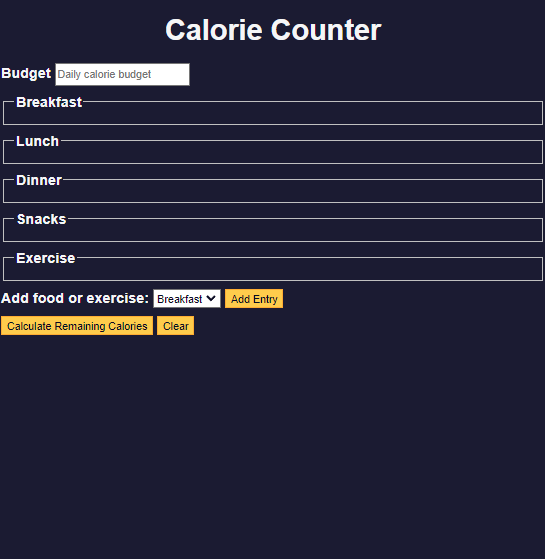 Calorie Counter
Budget Daily calorie budget
Breakfast
Lunch
Dinner
Snacks
Exercise
Add food or exercise: Breakfast Add Entry
Calculate Remaining Calories Clear